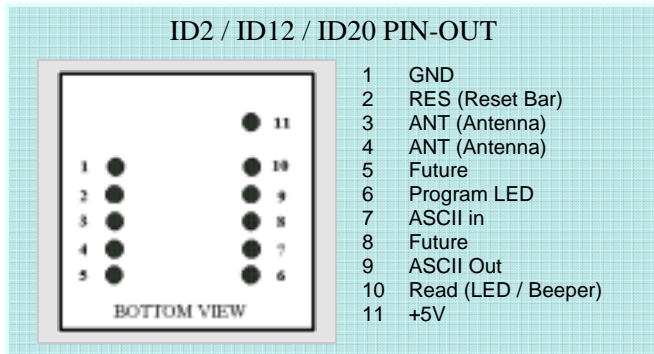 ID2 / ID12 / ID20 PIN-OUT
11
1 10
2 9
3 8
4 7
5 6
BOTTOM VIEW
1 GND
2 RES (Reset Bar)
3 ANT (Antenna)
4 ANT (Antenna)
5 Future
6 Program LED
7 ASCII in
8 Future
9 ASCII Out
10 Read (LED / Beeper)
11 +5V